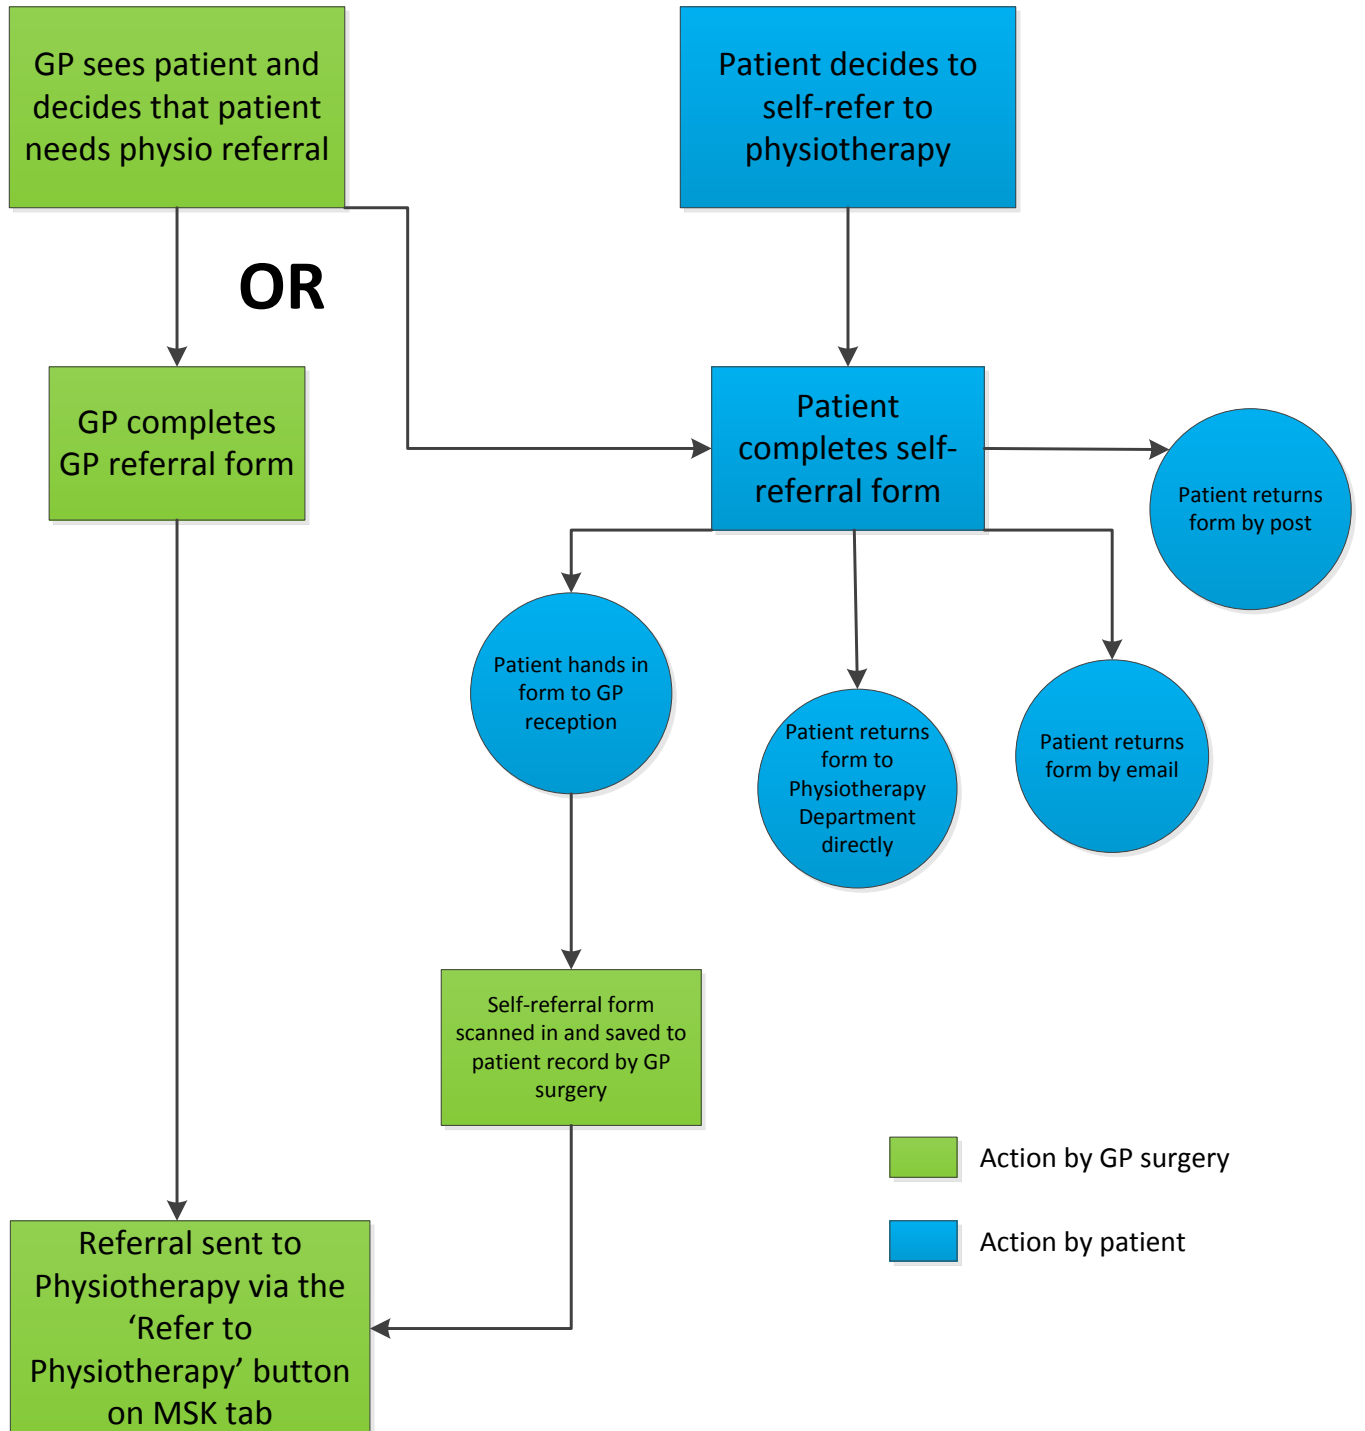 GP sees patient and
decides that patient
needs physio referral
Patient decides to
self-refer to
physiotherapy
OR
GP completes
GP referral form
Patient
completes self-
referral form
Patient returns
form by post
Patient hands in
form to GP
reception
Patient returns
form to
Physiotherapy
Department
directly
Patient returns
form by email
Self-referral form
scanned in and saved to
patient record by GP
surgery
Action by GP surgery
Action by patient
Referral sent to
Physiotherapy via the
‘Refer to
Physiotherapy’ button
on MSK tab